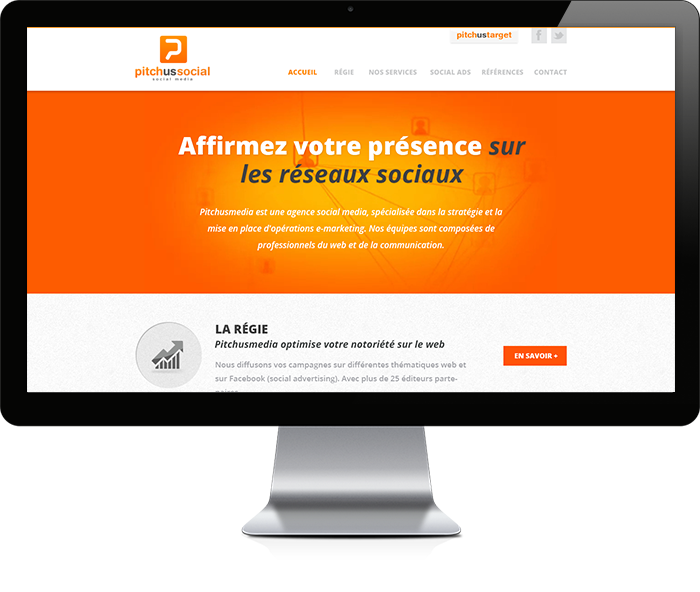 pitchustarget
pitchussocial
social media
ACCUEIL RÉGIE NOS SERVICES SOCIAL ADS RÉFÉRENCES CONTACT
Affirmez votre présence sur
les réseaux sociaux
Pitchusmedia est une agence social media, spécialisée dans la stratégie et la
mise en place d'opérations e-marketing. Nos équipes sont composées de
professionnels du web et de la communication.
LA RÉGIE
Pitchusmedia optimise votre notoriété sur le web
EN SAVOIR +
Nous diffusons vos campagnes sur différentes thématiques web et
sur Facebook (social advertising). Avec plus de 25 éditeurs parte-